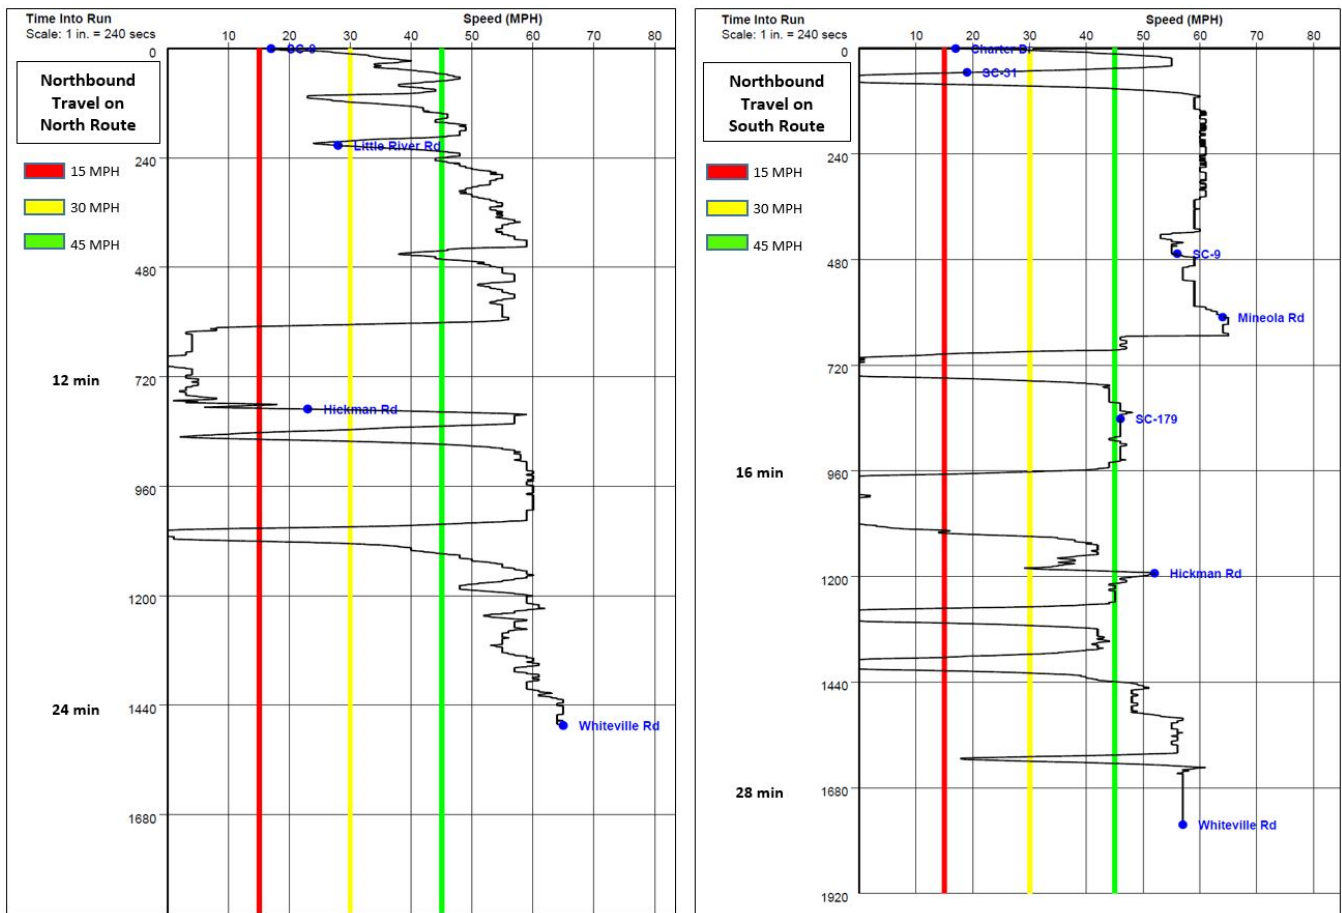 Time Into Run
Speed (MPH)
Scale: 1 in. = 240 secs
10 20 30 40 50 60 70 80
0
SC-9
Northbound
Travel on
North Route
15 MPH
30 MPH
45 MPH
Little River Rd
240
480
12 min
720
Hickman Rd
960
1200
24 min
1440
Whiteville Rd
1680
Time Into Run
Speed (MPH)
Scale: 1 in. = 240 secs
10 20 30 40 50 60 70 80
0
Charter D
SC-31
Northbound
Travel on
South Route
15 MPH
30 MPH
45 MPH
240
SC-9
480
Mineola Rd
720
SC-179
16 min
960
Hickman Rd
1200
1440
28 min
1680
Whiteville Rd
1920